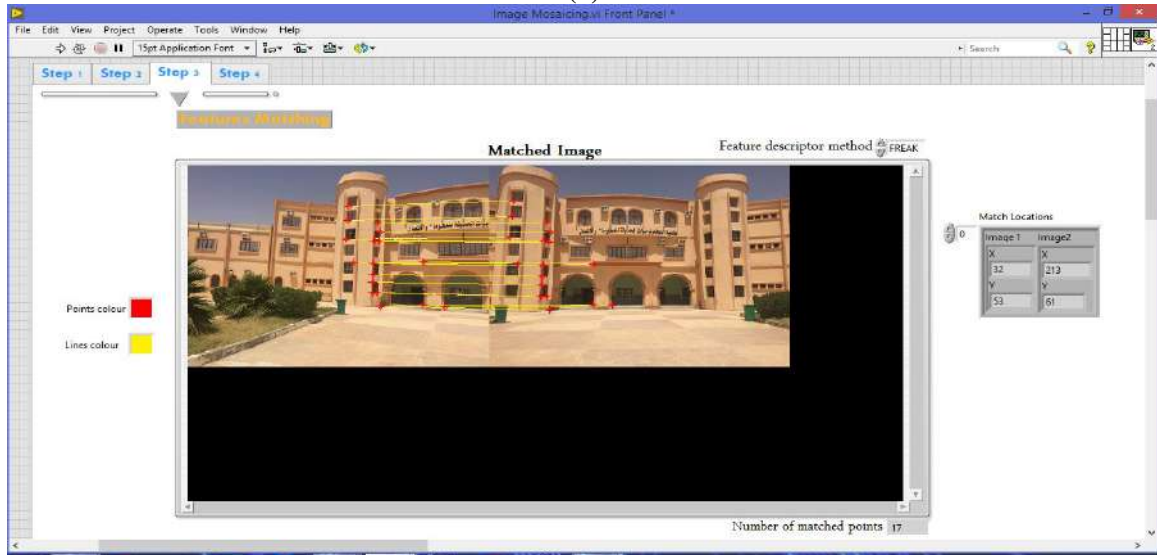 Image Mosaicing.vi Front Panel *
File Edit View Project Operate Tools Window Help
15pt Application Font
Search
Step 1 Step 2 Step 3 Step 4
Features Matching
Matched Image
Feature descriptor method FREAK
Match Locations
0
Image 1 Image2
X X
32 213
Y Y
53 61
Points colour
Lines colour
Number of matched points 17